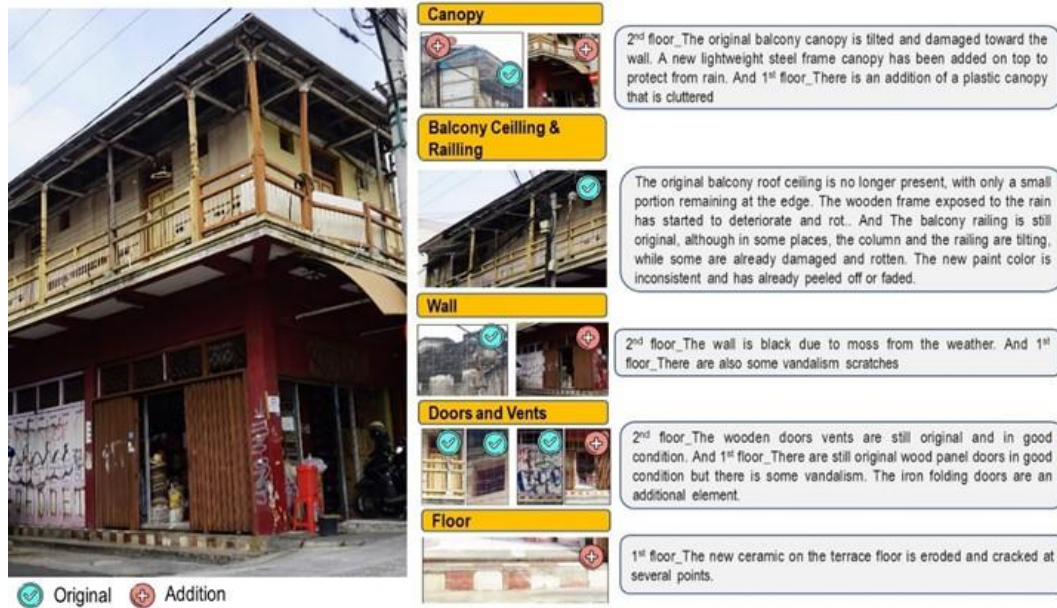 Canopy
2nd floor_The original balcony canopy is tilted and damaged toward the
wall. A new lightweight steel frame canopy has been added on top to
protect from rain. And 1st floor_There is an addition of a plastic canopy
that is cluttered
Balcony Ceilling &
Railling
The original balcony roof ceiling is no longer present, with only a small
portion remaining at the edge. The wooden frame exposed to the rain
has started to deteriorate and rot.. And The balcony railing is still
original, although in some places, the column and the railing are tilting,
while some are already damaged and rotten. The new paint color is
inconsistent and has already peeled off or faded.
Wall
2nd floor_The wall is black due to moss from the weather. And 1st
floor_There are also some vandalism scratches
Doors and Vents
2nd floor_The wooden doors vents are still original and in good
condition. And 1st floor_There are still original wood panel doors in good
condition but there is some vandalism. The iron folding doors are an
additional element.
Floor
1st floor_The new ceramic on the terrace floor is eroded and cracked at
several points.
Original
Addition